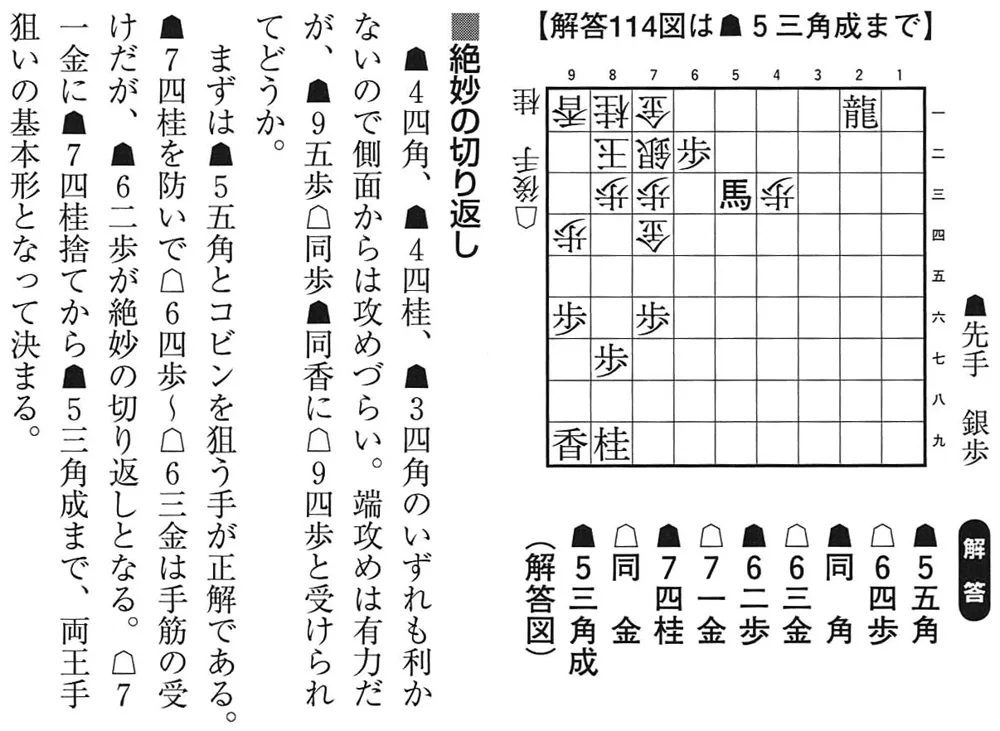 【解答114図は☗5三角成まで】
9 8 7 6 5 4 3 2 1
香 桂 金 龍 一
王 銀 歩 二
歩 歩 馬 歩 三
歩 金 四
五
歩 歩 六
歩 七
八
香 桂 九
☖後手 桂
☗先手 銀歩
解答
☗5五角
☖6四歩
☗同 角
☖6三金
☗6二歩
☖7一金
☗7四桂
☖同 金
☗5三角成
(解答図)
■絶妙の切り返し
☗4四角、☗4四桂、☗3四角のいずれも利か
ないので側面からは攻めづらい。端攻めは有力だ
が、☗9五歩☖同歩☗同香に☖9四歩と受けられ
てどうか。
まずは☗5五角とコビンを狙う手が正解である。
☗7四桂を防いで☖6四歩〜☖6三金は手筋の受
けだが、☗6二歩が絶妙の切り返しとなる。☖7
一金に☗7四桂捨てから☗5三角成まで、両王手
狙いの基本形となって決まる。